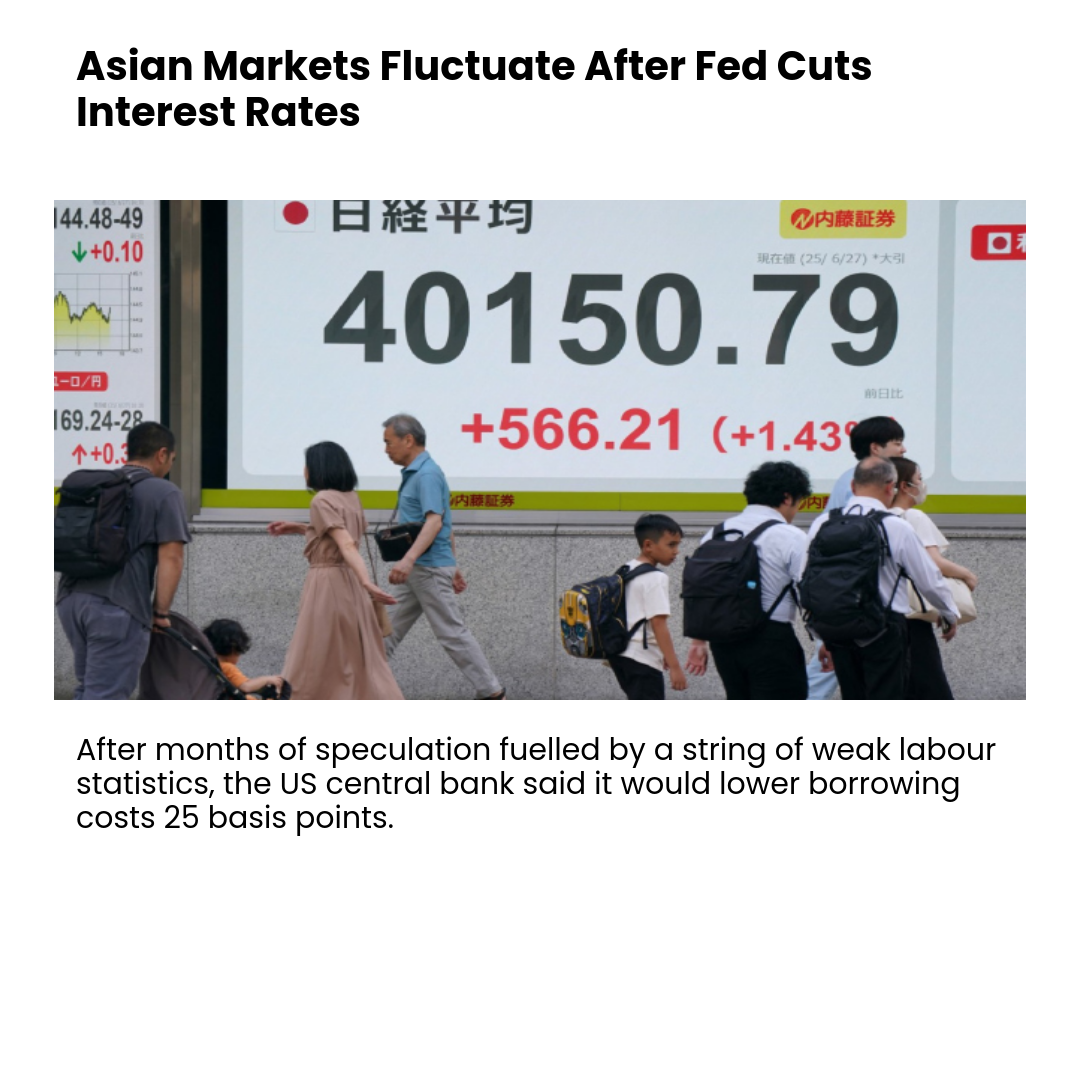 Asian Markets Fluctuate After Fed Cuts
Interest Rates
144.48-49
↓+0.10
ユーロ/円
169.24-28
↑+0.3
日経平均
内藤証券
現在値 (25/ 6/27) *大引
40150.79
前日比
+566.21 (+1.43%
内藤証券
内
After months of speculation fuelled by a string of weak labour
statistics, the US central bank said it would lower borrowing
costs 25 basis points.